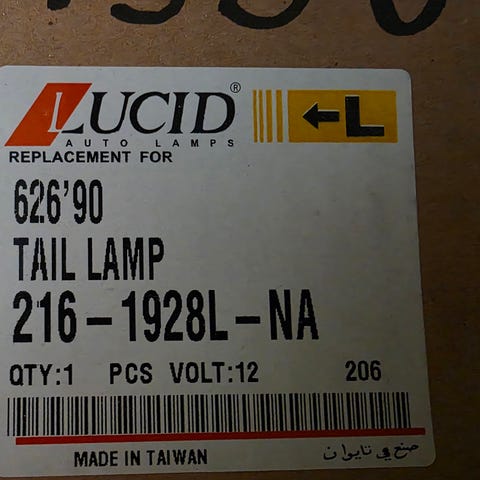 LUCID®
AUTO LAMPS
←L
REPLACEMENT FOR
626'90
TAIL LAMP
216-1928L-NA
QTY:1 PCS VOLT:12 206
MADE IN TAIWAN صنع في تايوان